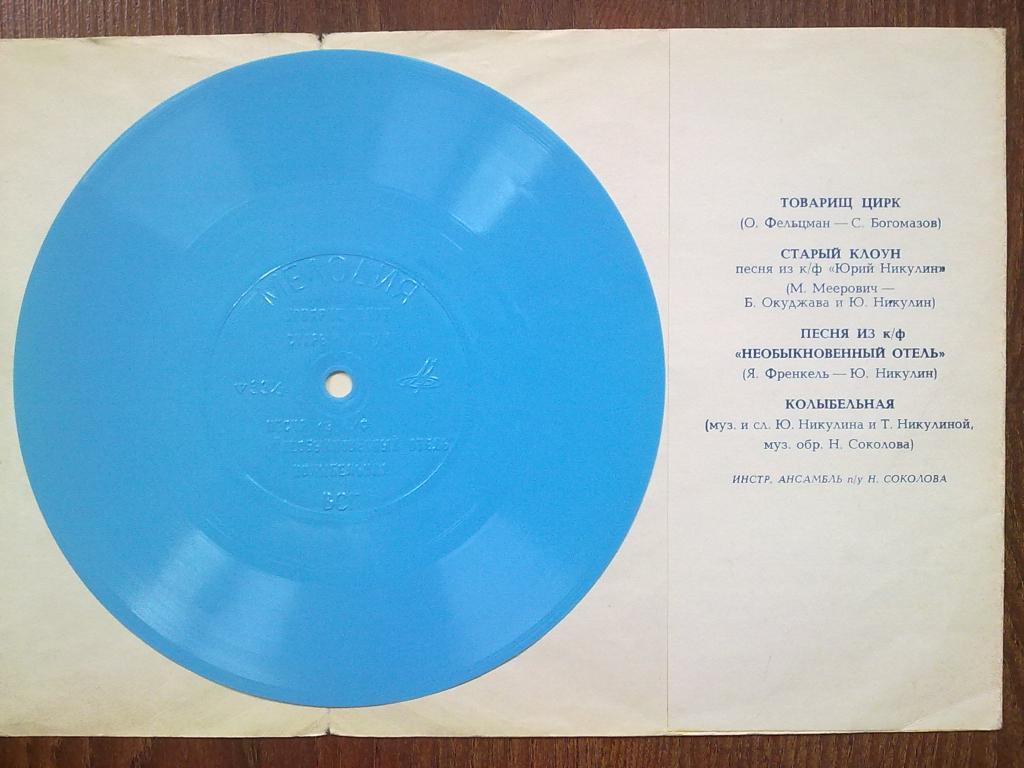 МЕЛОДИЯ
ТОВАРИЩ ЦИРК
(О. Фельцман — С. Богомазов)
СТАРЫЙ КЛОУН
песня из к/ф «Юрий Никулин»
(М. Меерович —
Б. Окуджава и Ю. Никулин)
ПЕСНЯ ИЗ к/ф
«НЕОБЫКНОВЕННЫЙ ОТЕЛЬ»
(Я. Френкель — Ю. Никулин)
КОЛЫБЕЛЬНАЯ
(муз. и сл. Ю. Никулина и Т. Никулиной,
муз. обр. Н. Соколова)
ИНСТР. АНСАМБЛЬ п/у Н. СОКОЛОВА